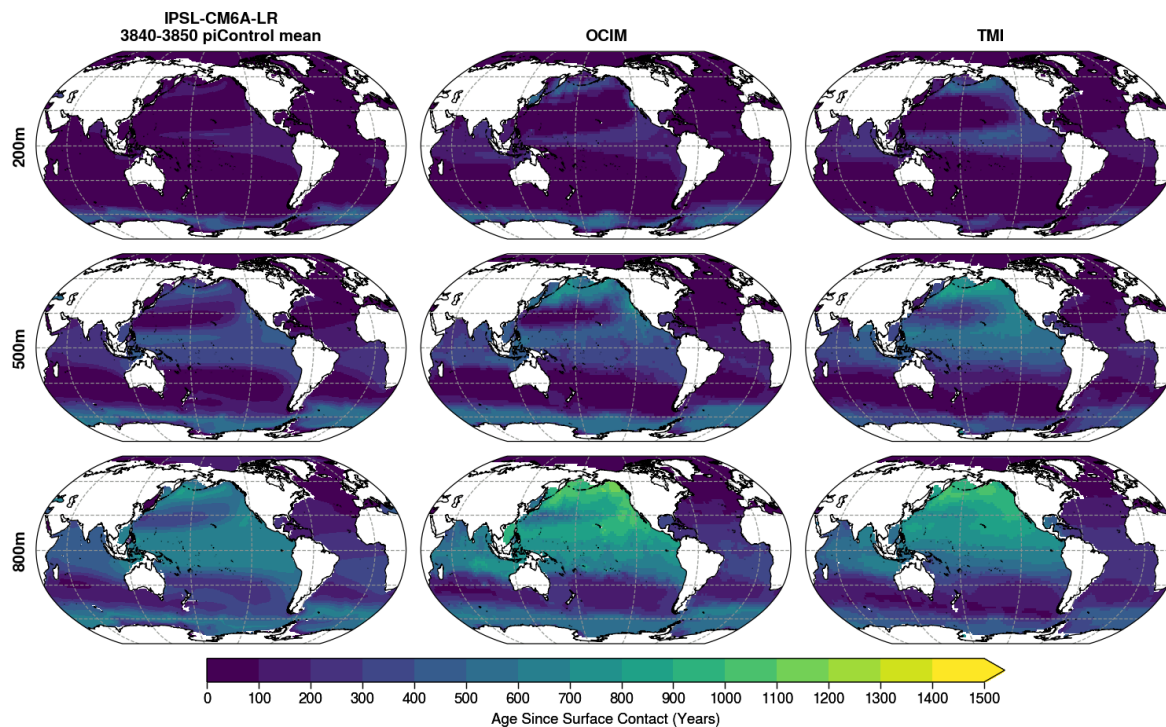 IPSL-CM6A-LR
3840-3850 piControl mean
OCIM
TMI
200m
500m
800m
0 100 200 300 400 500 600 700 800 900 1000 1100 1200 1300 1400 1500
Age Since Surface Contact (Years)